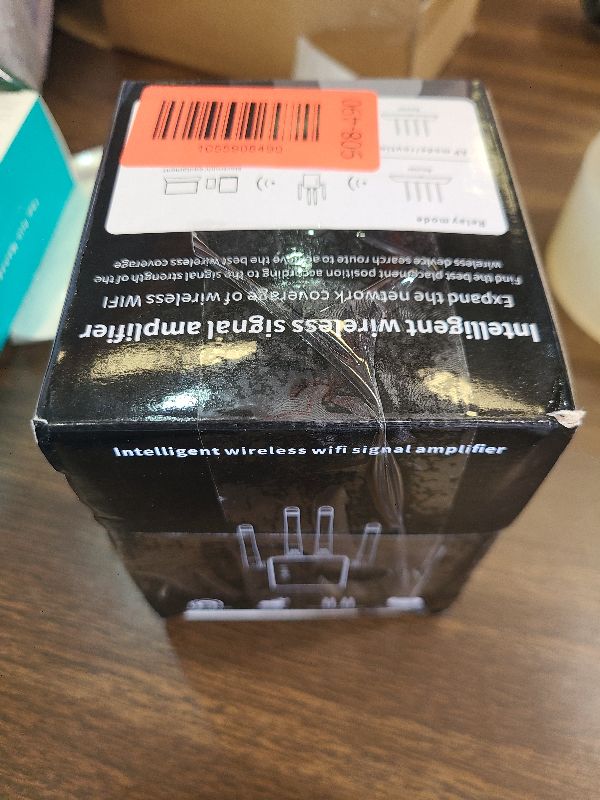 Intelligent wireless signal amplifier
Expand the network coverage of wireless WIFI
Find the best placement position according to the signal strength of the
wireless device search route to achieve the best wireless coverage
Relay mode
Intelligent wireless wifi signal amplifier